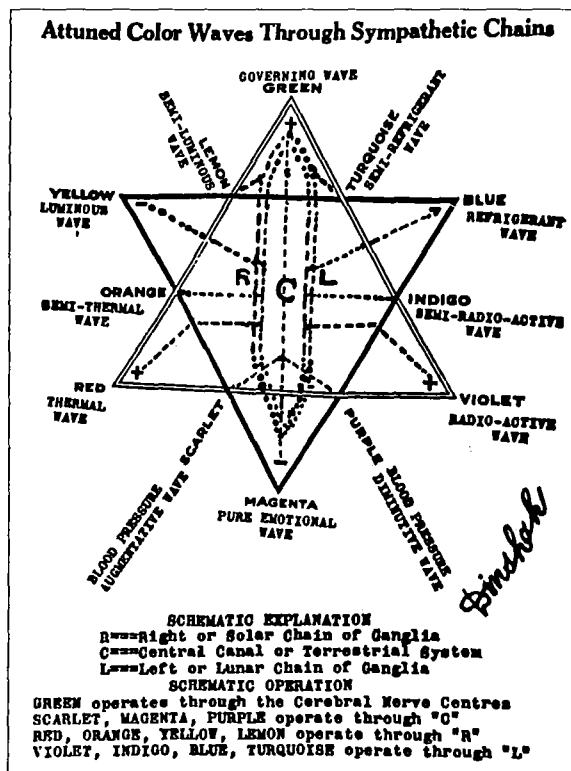 Attuned Color Waves Through Sympathetic Chains
GOVERNING WAVE
GREEN
LEMON
SEMI-LUMINOUS
WAVE
TURQUOISE
SEMI-REFRIGERANT
WAVE
YELLOW
LUMINOUS
WAVE
BLUE
REFRIGERANT
WAVE
R
C
L
ORANGE
SEMI-THERMAL
WAVE
INDIGO
SEMI-RADIO-ACTIVE
WAVE
RED
THERMAL
WAVE
VIOLET
RADIO-ACTIVE
WAVE
SCARLET
BLOOD PRESSURE
AUGMENTATIVE WAVE
PURPLE
BLOOD PRESSURE
DIMINUTIVE WAVE
MAGENTA
PURE EMOTIONAL
WAVE
Dinshah
SCHEMATIC EXPLANATION
R===Right or Solar Chain of Ganglia
C===Central Canal or Terrestrial System
L===Left or Lunar Chain of Ganglia
SCHEMATIC OPERATION
GREEN operates through the Cerebral Nerve Centres
SCARLET, MAGENTA, PURPLE operate through "C"
RED, ORANGE, YELLOW, LEMON operate through "R"
VIOLET, INDIGO, BLUE, TURQUOISE operate through "L"